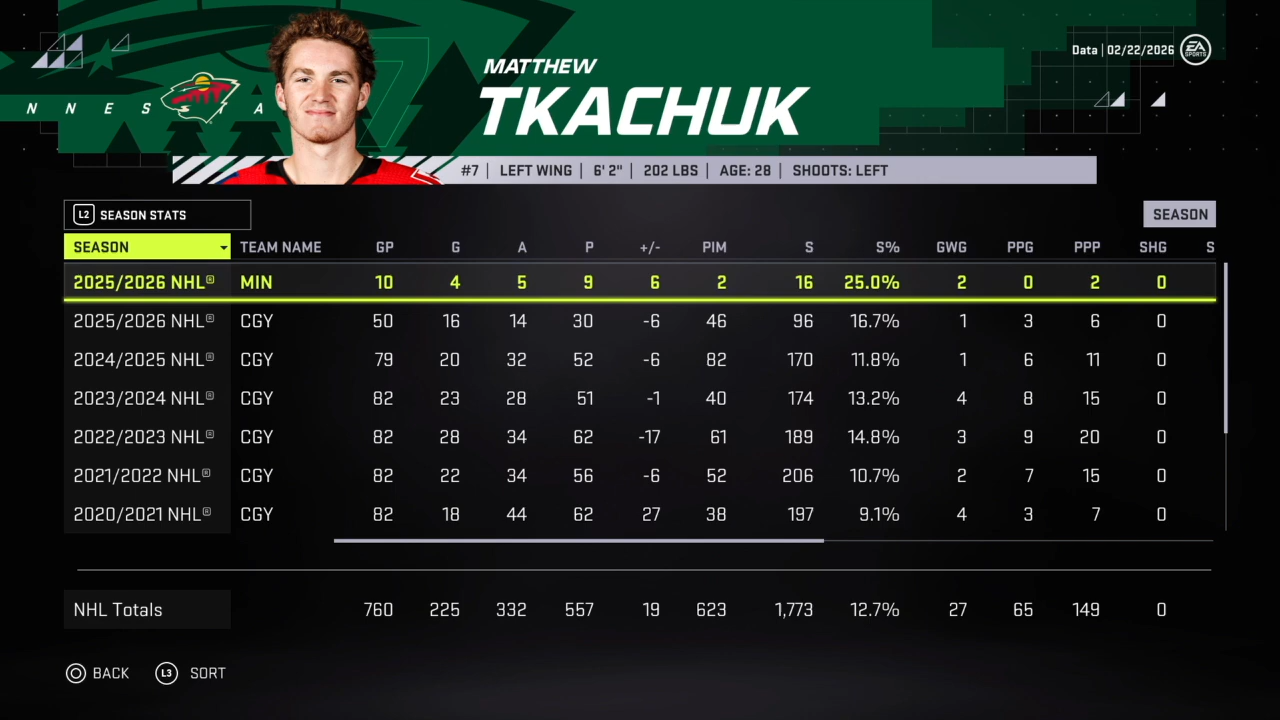 Data | 02/22/2026 EA SPORTS
MATTHEW
TKACHUK
N N E S A
#7 | LEFT WING | 6' 2" | 202 LBS | AGE: 28 | SHOOTS: LEFT
L2 SEASON STATS
SEASON
SEASON TEAM NAME GP G A P +/- PIM S S% GWG PPG PPP SHG S
2025/2026 NHL® MIN 10 4 5 9 6 2 16 25.0% 2 0 2 0
2025/2026 NHL® CGY 50 16 14 30 -6 46 96 16.7% 1 3 6 0
2024/2025 NHL® CGY 79 20 32 52 -6 82 170 11.8% 1 6 11 0
2023/2024 NHL® CGY 82 23 28 51 -1 40 174 13.2% 4 8 15 0
2022/2023 NHL® CGY 82 28 34 62 -17 61 189 14.8% 3 9 20 0
2021/2022 NHL® CGY 82 22 34 56 -6 52 206 10.7% 2 7 15 0
2020/2021 NHL® CGY 82 18 44 62 27 38 197 9.1% 4 3 7 0
NHL Totals 760 225 332 557 19 623 1,773 12.7% 27 65 149 0
BACK L3 SORT